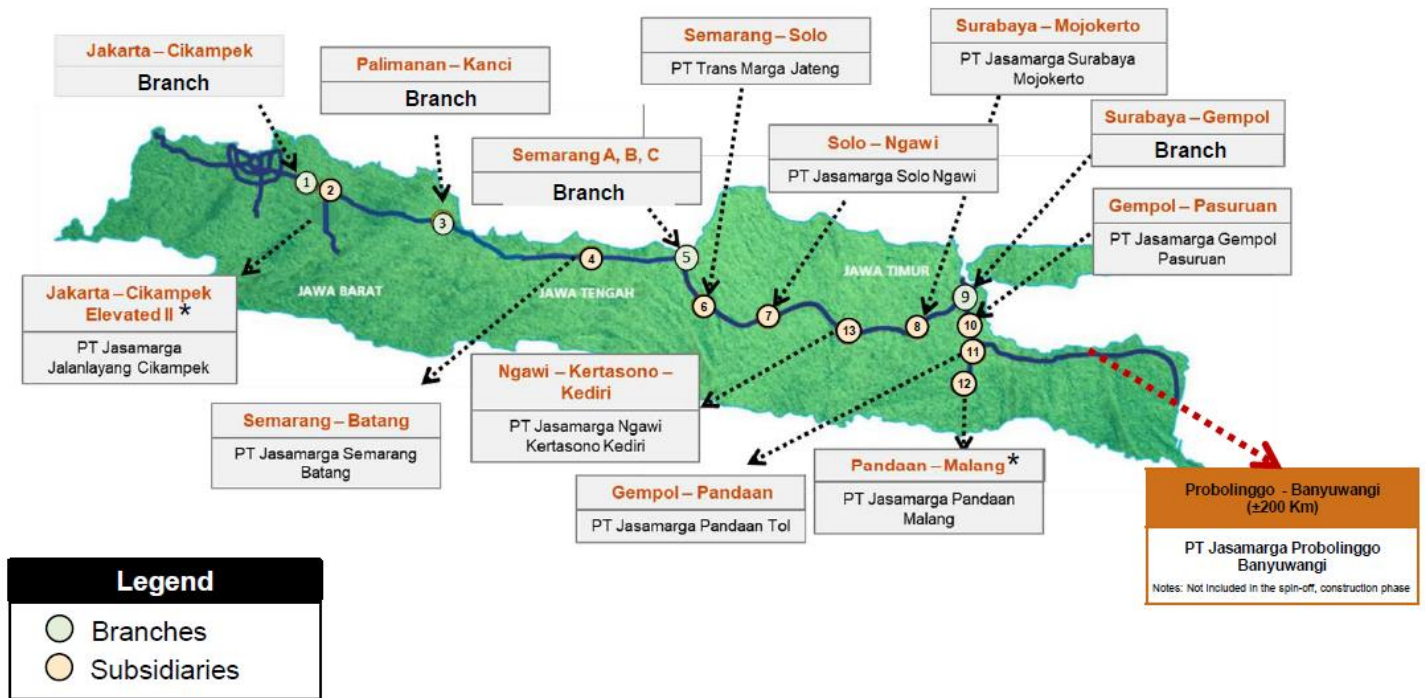 Jakarta – Cikampek
Branch
Palimanan – Kanci
Branch
Semarang A, B, C
Branch
Semarang – Solo
PT Trans Marga Jateng
Solo – Ngawi
PT Jasamarga Solo Ngawi
Surabaya – Mojokerto
PT Jasamarga Surabaya
Mojokerto
Surabaya – Gempol
Branch
Gempol – Pasuruan
PT Jasamarga Gempol
Pasuruan
1
2
3
4
5
6
7
13
8
9
10
11
12
JAWA BARAT
JAWA TENGAH
JAWA TIMUR
Jakarta – Cikampek
Elevated II *
PT Jasamarga
Jalanlayang Cikampek
Semarang – Batang
PT Jasamarga Semarang
Batang
Ngawi – Kertasono –
Kediri
PT Jasamarga Ngawi
Kertasono Kediri
Gempol – Pandaan
PT Jasamarga Pandaan Tol
Pandaan – Malang*
PT Jasamarga Pandaan
Malang
Probolinggo - Banyuwangi
(±200 Km)
PT Jasamarga Probolinggo
Banyuwangi
Notes: Not included in the spin-off, construction phase
Legend
Branches
Subsidiaries